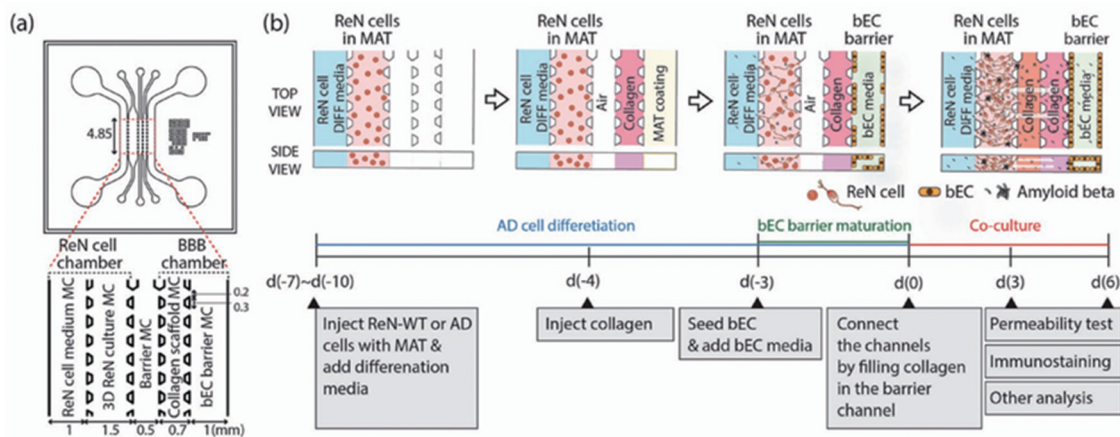 (a)
4.85
ReN cell
chamber
BBB
chamber
ReN cell medium MC
3D ReN culture MC
Barrier MC
Collagen scaffold MC
bEC barrier MC
0.2
0.3
1
1.5
0.5
0.7
1(mm)
(b)
TOP
VIEW
SIDE
VIEW
ReN cells
in MAT
ReN cell
DIFF media
ReN cells
in MAT
ReN cell
DIFF media
Air
Collagen
MAT coating
ReN cells
in MAT
bEC
barrier
ReN cell
DIFF media
Air
Collagen
bEC media
ReN cells
in MAT
bEC
barrier
ReN cell
DIFF media
Collagen
Collagen
bEC media
ReN cell
bEC
Amyloid beta
AD cell differetiation
bEC barrier maturation
Co-culture
d(-7)~d(-10)
d(-4)
d(-3)
d(0)
d(3)
d(6)
Inject ReN-WT or AD
cells with MAT &
add differenation
media
Inject collagen
Seed bEC
& add bEC media
Connect
the channels
by filling collagen
in the barrier
channel
Permeability test
Immunostaining
Other analysis